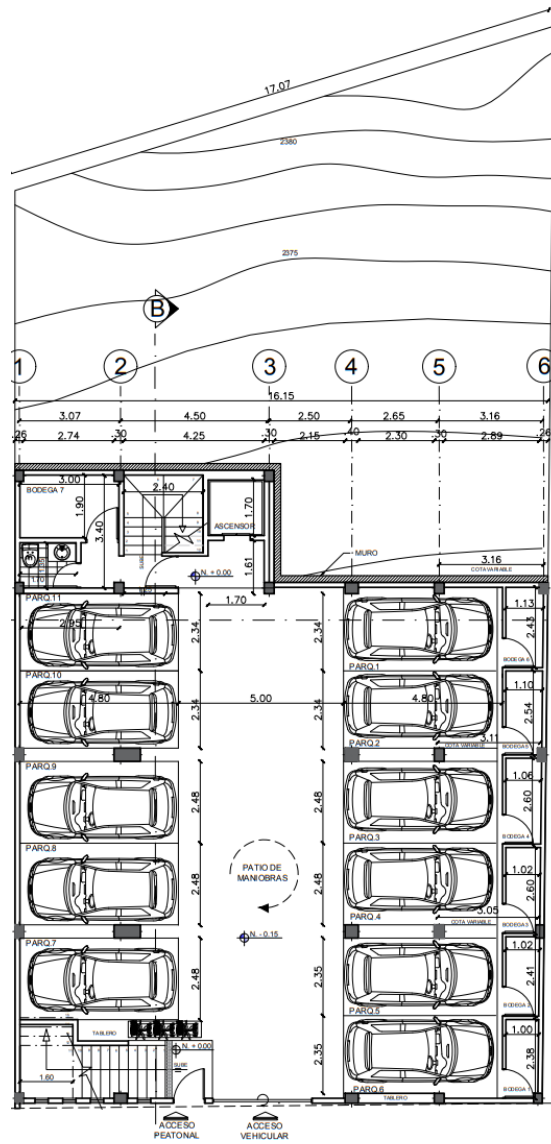 17.07
2380
2375
B
1 2 3 4 5 6
16.15
3.07 4.50 2.50 2.65 3.16
.26 2.74 .30 4.25 .30 2.15 .40 2.30 .30 2.89 .26
3.00
BODEGA 7
2.40
1.90
3.40
1.70
ASCENSOR
SUBE
1.61
MURO
3.16
COTA VARIABLE
1.70
N. + 0.00
1.70
PARQ.11
2.95
2.34
2.34
1.13
2.43
PARQ.1
BODEGA 6
PARQ.10
4.80
5.00
4.80
1.10
2.34
2.34
2.54
3.11
PARQ.2
COTA VARIABLE
BODEGA 5
PARQ.9
1.06
2.48
2.48
2.60
PARQ.3
BODEGA 4
PARQ.8
PATIO DE
MANIOBRAS
1.02
2.48
2.48
2.60
3.05
PARQ.4
COTA VARIABLE
BODEGA 3
PARQ.7
N. - 0.15
1.02
2.48
2.35
2.41
PARQ.5
BODEGA 2
TABLERO
N. + 0.00
SUBE
1.00
2.35
2.38
1.60
PARQ.6
BODEGA 1
TABLERO
ACCESO
PEATONAL
ACCESO
VEHICULAR